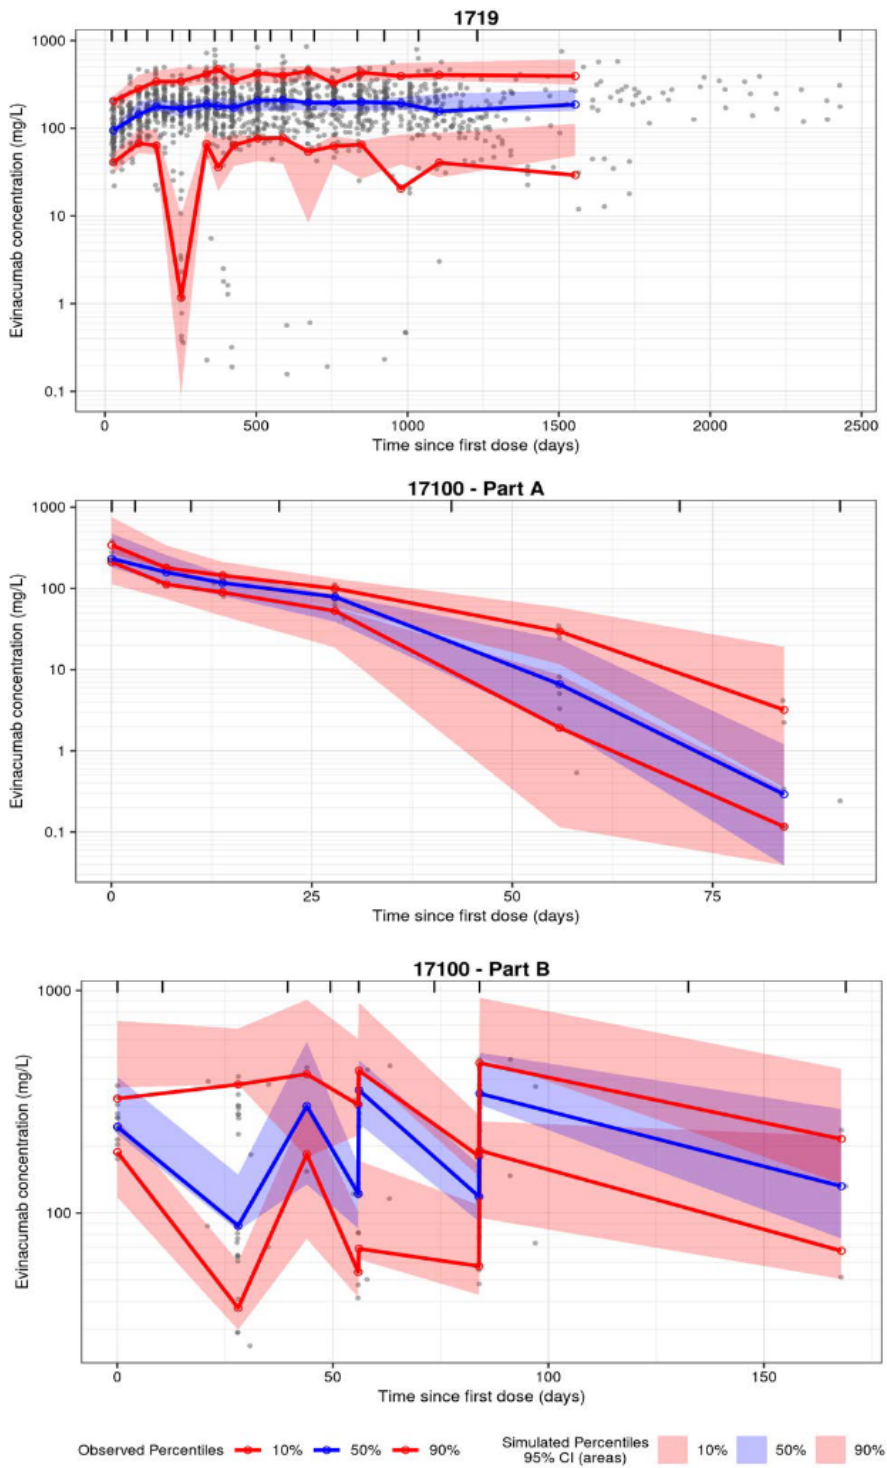 1719
1000
100
10
1
0.1
Evinacumab concentration (mg/L)
0 500 1000 1500 2000 2500
Time since first dose (days)
17100 - Part A
1000
100
10
1
0.1
Evinacumab concentration (mg/L)
0 25 50 75
Time since first dose (days)
17100 - Part B
1000
100
Evinacumab concentration (mg/L)
0 50 100 150
Time since first dose (days)
Observed Percentiles 10% 50% 90% Simulated Percentiles 10% 50% 90%
95% CI (areas)